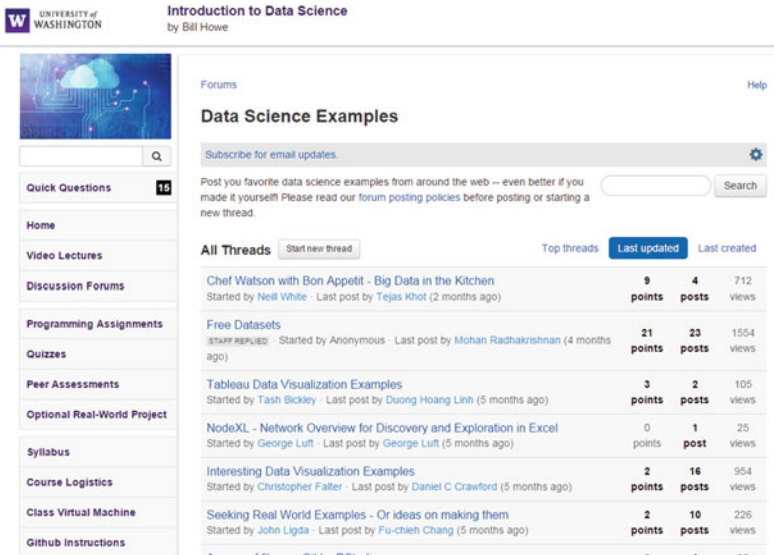 W UNIVERSITY of
WASHINGTON
Introduction to Data Science
by Bill Howe
Quick Questions 15
Home
Video Lectures
Discussion Forums
Programming Assignments
Quizzes
Peer Assessments
Optional Real-World Project
Syllabus
Course Logistics
Class Virtual Machine
Github Instructions
Forums Help
Data Science Examples
Subscribe for email updates.
Post you favorite data science examples from around the web -- even better if you
made it yourself! Please read our forum posting policies before posting or starting a
new thread.
Search
All Threads Start new thread Top threads Last updated Last created
Chef Watson with Bon Appetit - Big Data in the Kitchen 9 4 712
Started by Neill White · Last post by Tejas Khot (2 months ago) points posts views
Free Datasets 21 23 1554
STAFF REPLIED · Started by Anonymous · Last post by Mohan Radhakrishnan (4 months points posts views
ago)
Tableau Data Visualization Examples 3 2 105
Started by Tash Bickley · Last post by Duong Hoang Linh (5 months ago) points posts views
NodeXL - Network Overview for Discovery and Exploration in Excel 0 1 25
Started by George Luft · Last post by George Luft (5 months ago) points post views
Interesting Data Visualization Examples 2 16 954
Started by Christopher Falter · Last post by Daniel C Crawford (5 months ago) points posts views
Seeking Real World Examples - Or ideas on making them 2 10 226
Started by John Ligda · Last post by Fu-chieh Chang (5 months ago) points posts views